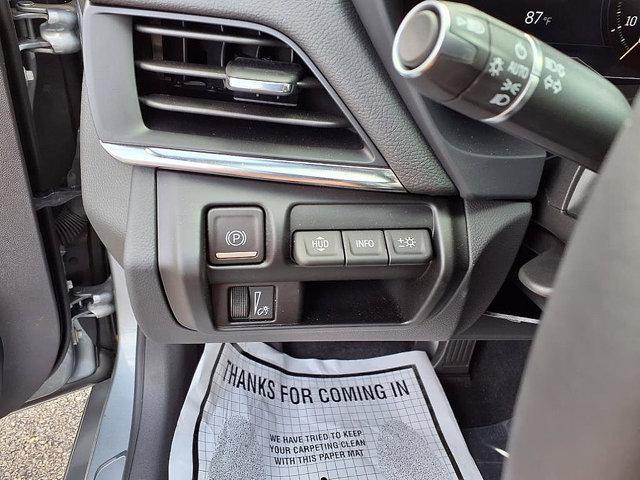 87°F
10
AUTO
P
HUD
INFO
THANKS FOR COMING IN
WE HAVE TRIED TO KEEP
YOUR CARPETING CLEAN
WITH THIS PAPER MAT